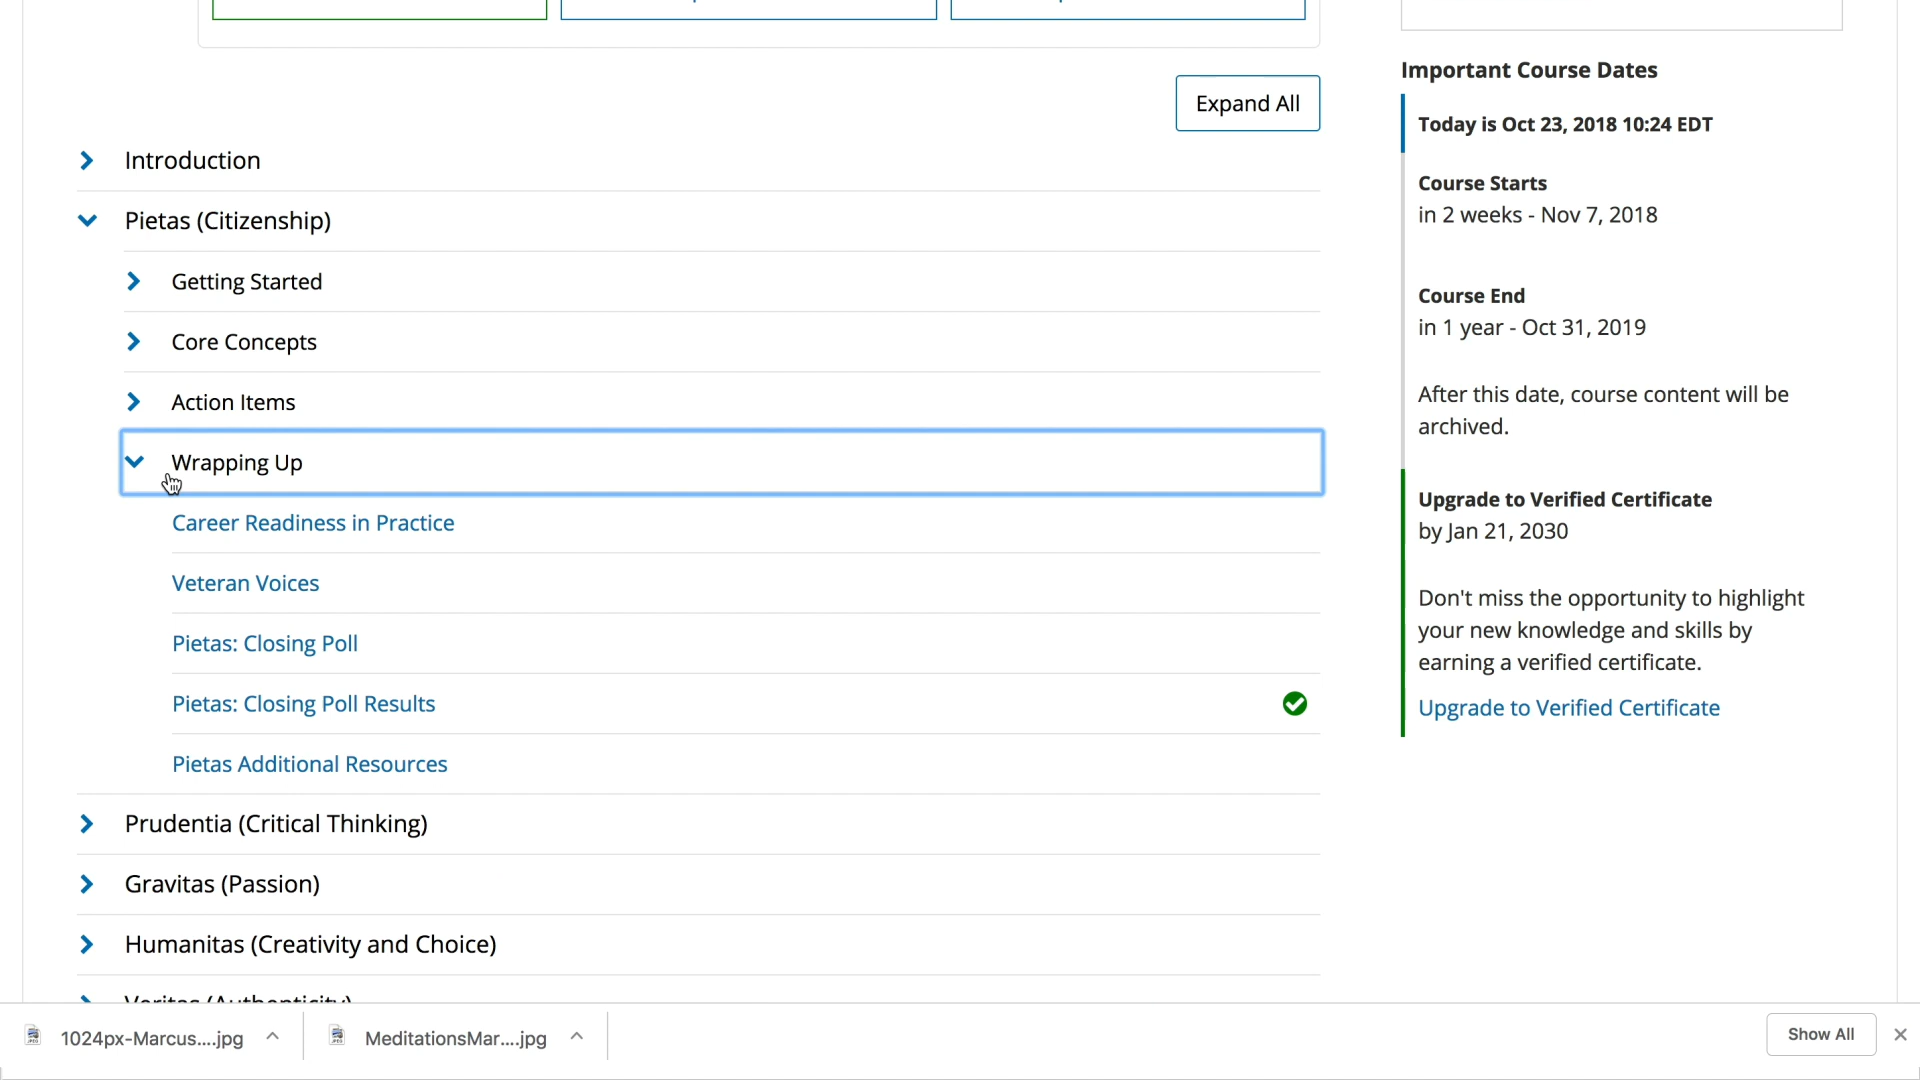 Expand All
Introduction
Pietas (Citizenship)
Getting Started
Core Concepts
Action Items
Wrapping Up
Career Readiness in Practice
Veteran Voices
Pietas: Closing Poll
Pietas: Closing Poll Results
Pietas Additional Resources
Prudentia (Critical Thinking)
Gravitas (Passion)
Humanitas (Creativity and Choice)
Veritas (Authenticity)
Important Course Dates
Today is Oct 23, 2018 10:24 EDT
Course Starts
in 2 weeks - Nov 7, 2018
Course End
in 1 year - Oct 31, 2019
After this date, course content will be
archived.
Upgrade to Verified Certificate
by Jan 21, 2030
Don't miss the opportunity to highlight
your new knowledge and skills by
earning a verified certificate.
Upgrade to Verified Certificate
1024px-Marcus....jpg
MeditationsMar....jpg
Show All